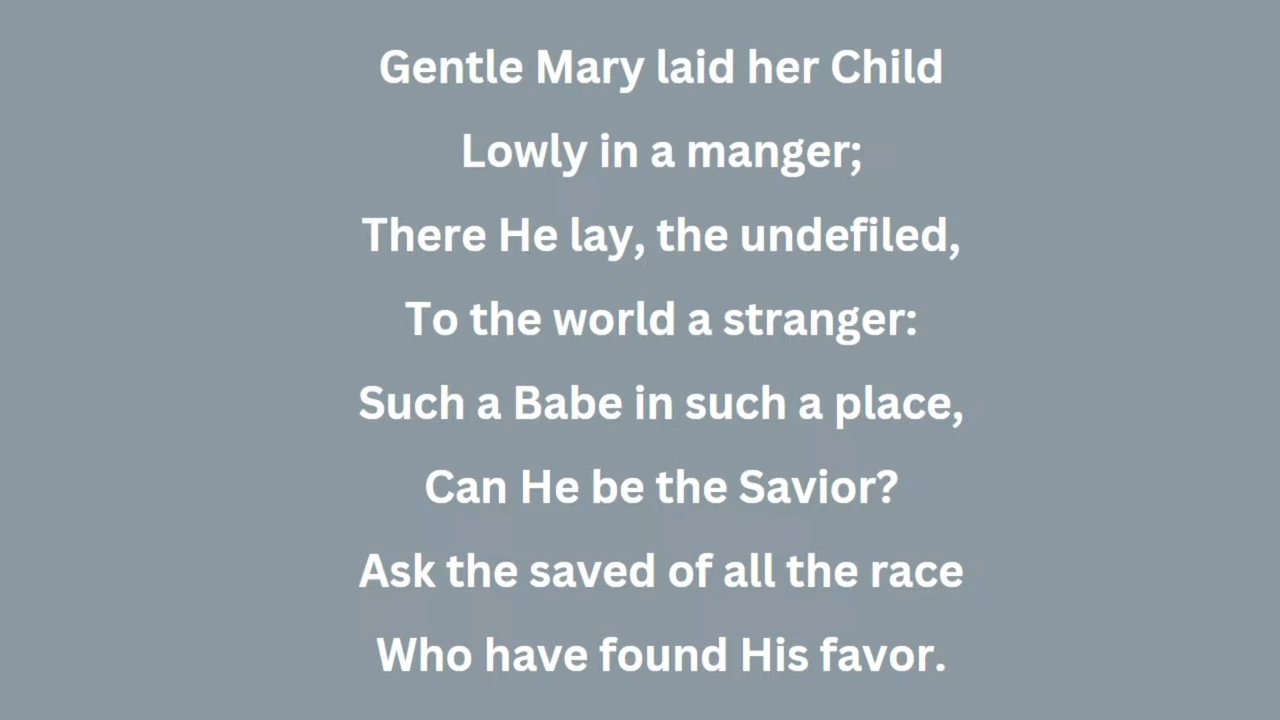 Gentle Mary laid her Child
Lowly in a manger;
There He lay, the undefiled,
To the world a stranger:
Such a Babe in such a place,
Can He be the Savior?
Ask the saved of all the race
Who have found His favor.